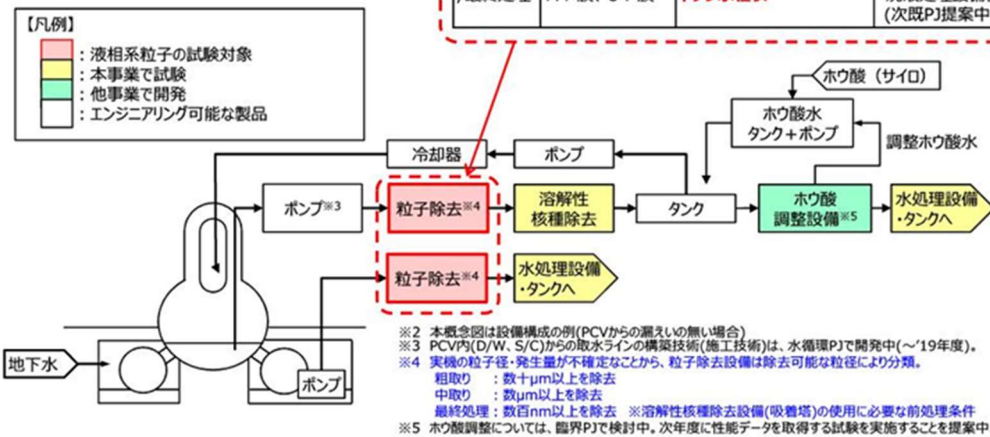 (次既PJ提案中
【凡例】
：液相系粒子の試験対象
：本事業で試験
：他事業で開発
：エンジニアリング可能な製品
ホウ酸（サイロ）
ホウ酸水
タンク＋ポンプ
調整ホウ酸水
冷却器
ポンプ
ポンプ※3
粒子除去※4
溶解性
核種除去
タンク
ホウ酸
調整設備※5
水処理設備
・タンクへ
粒子除去※4
水処理設備
・タンクへ
地下水
ポンプ
※2 本概念図は設備構成の例(PCVからの漏えいの無い場合)
※3 PCV内(D/W、S/C)からの取水ラインの構築技術(施工技術)は、水循環PJで開発中(～'19年度)。
※4 実機の粒子径・発生量が不確定なことから、粒子除去設備は除去可能な粒径により分類。
粗取り ：数十μm以上を除去
中取り ：数μm以上を除去
最終処理：数百nm以上を除去 ※溶解性核種除去設備(吸着塔)の使用に必要な前処理条件
※5 ホウ酸調整については、臨界PJで検討中。次年度に性能データを取得する試験を実施することを提案中